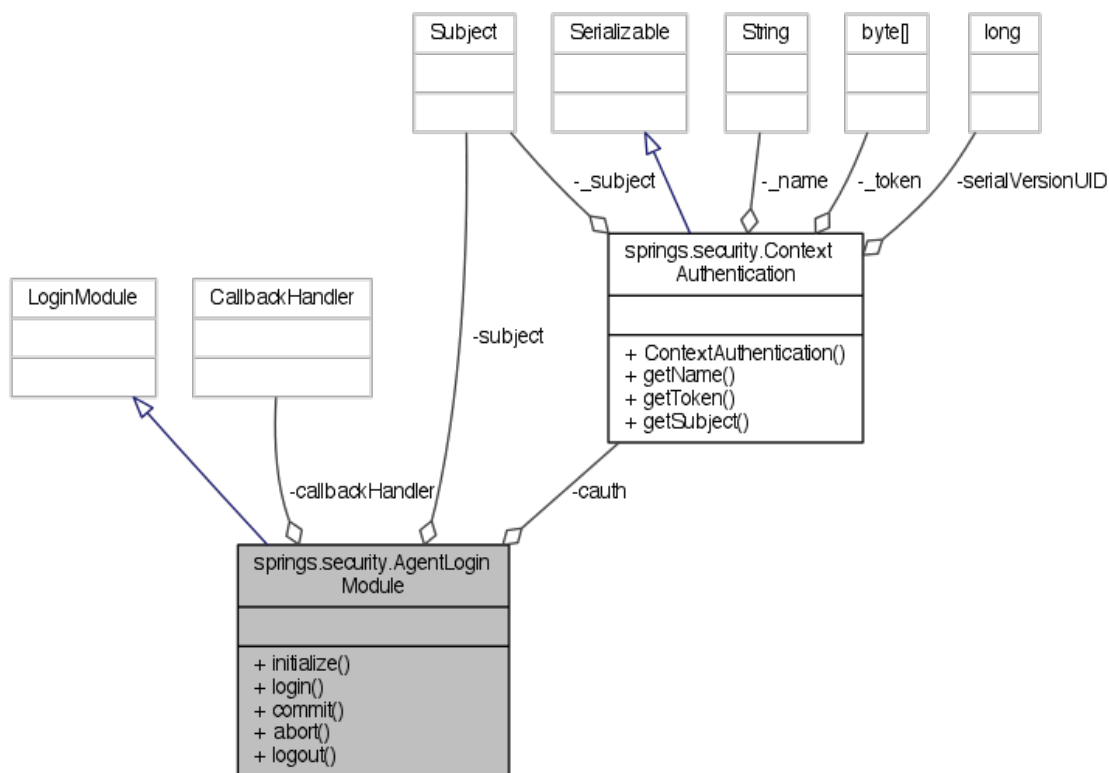 Subject
Serializable
String
byte[]
long
-_subject
-_name
-_token
-serialVersionUID
springs.security.Context
Authentication
+ ContextAuthentication()
+ getName()
+ getToken()
+ getSubject()
LoginModule
CallbackHandler
-subject
-callbackHandler
-cauth
springs.security.AgentLogin
Module
+ initialize()
+ login()
+ commit()
+ abort()
+ logout()